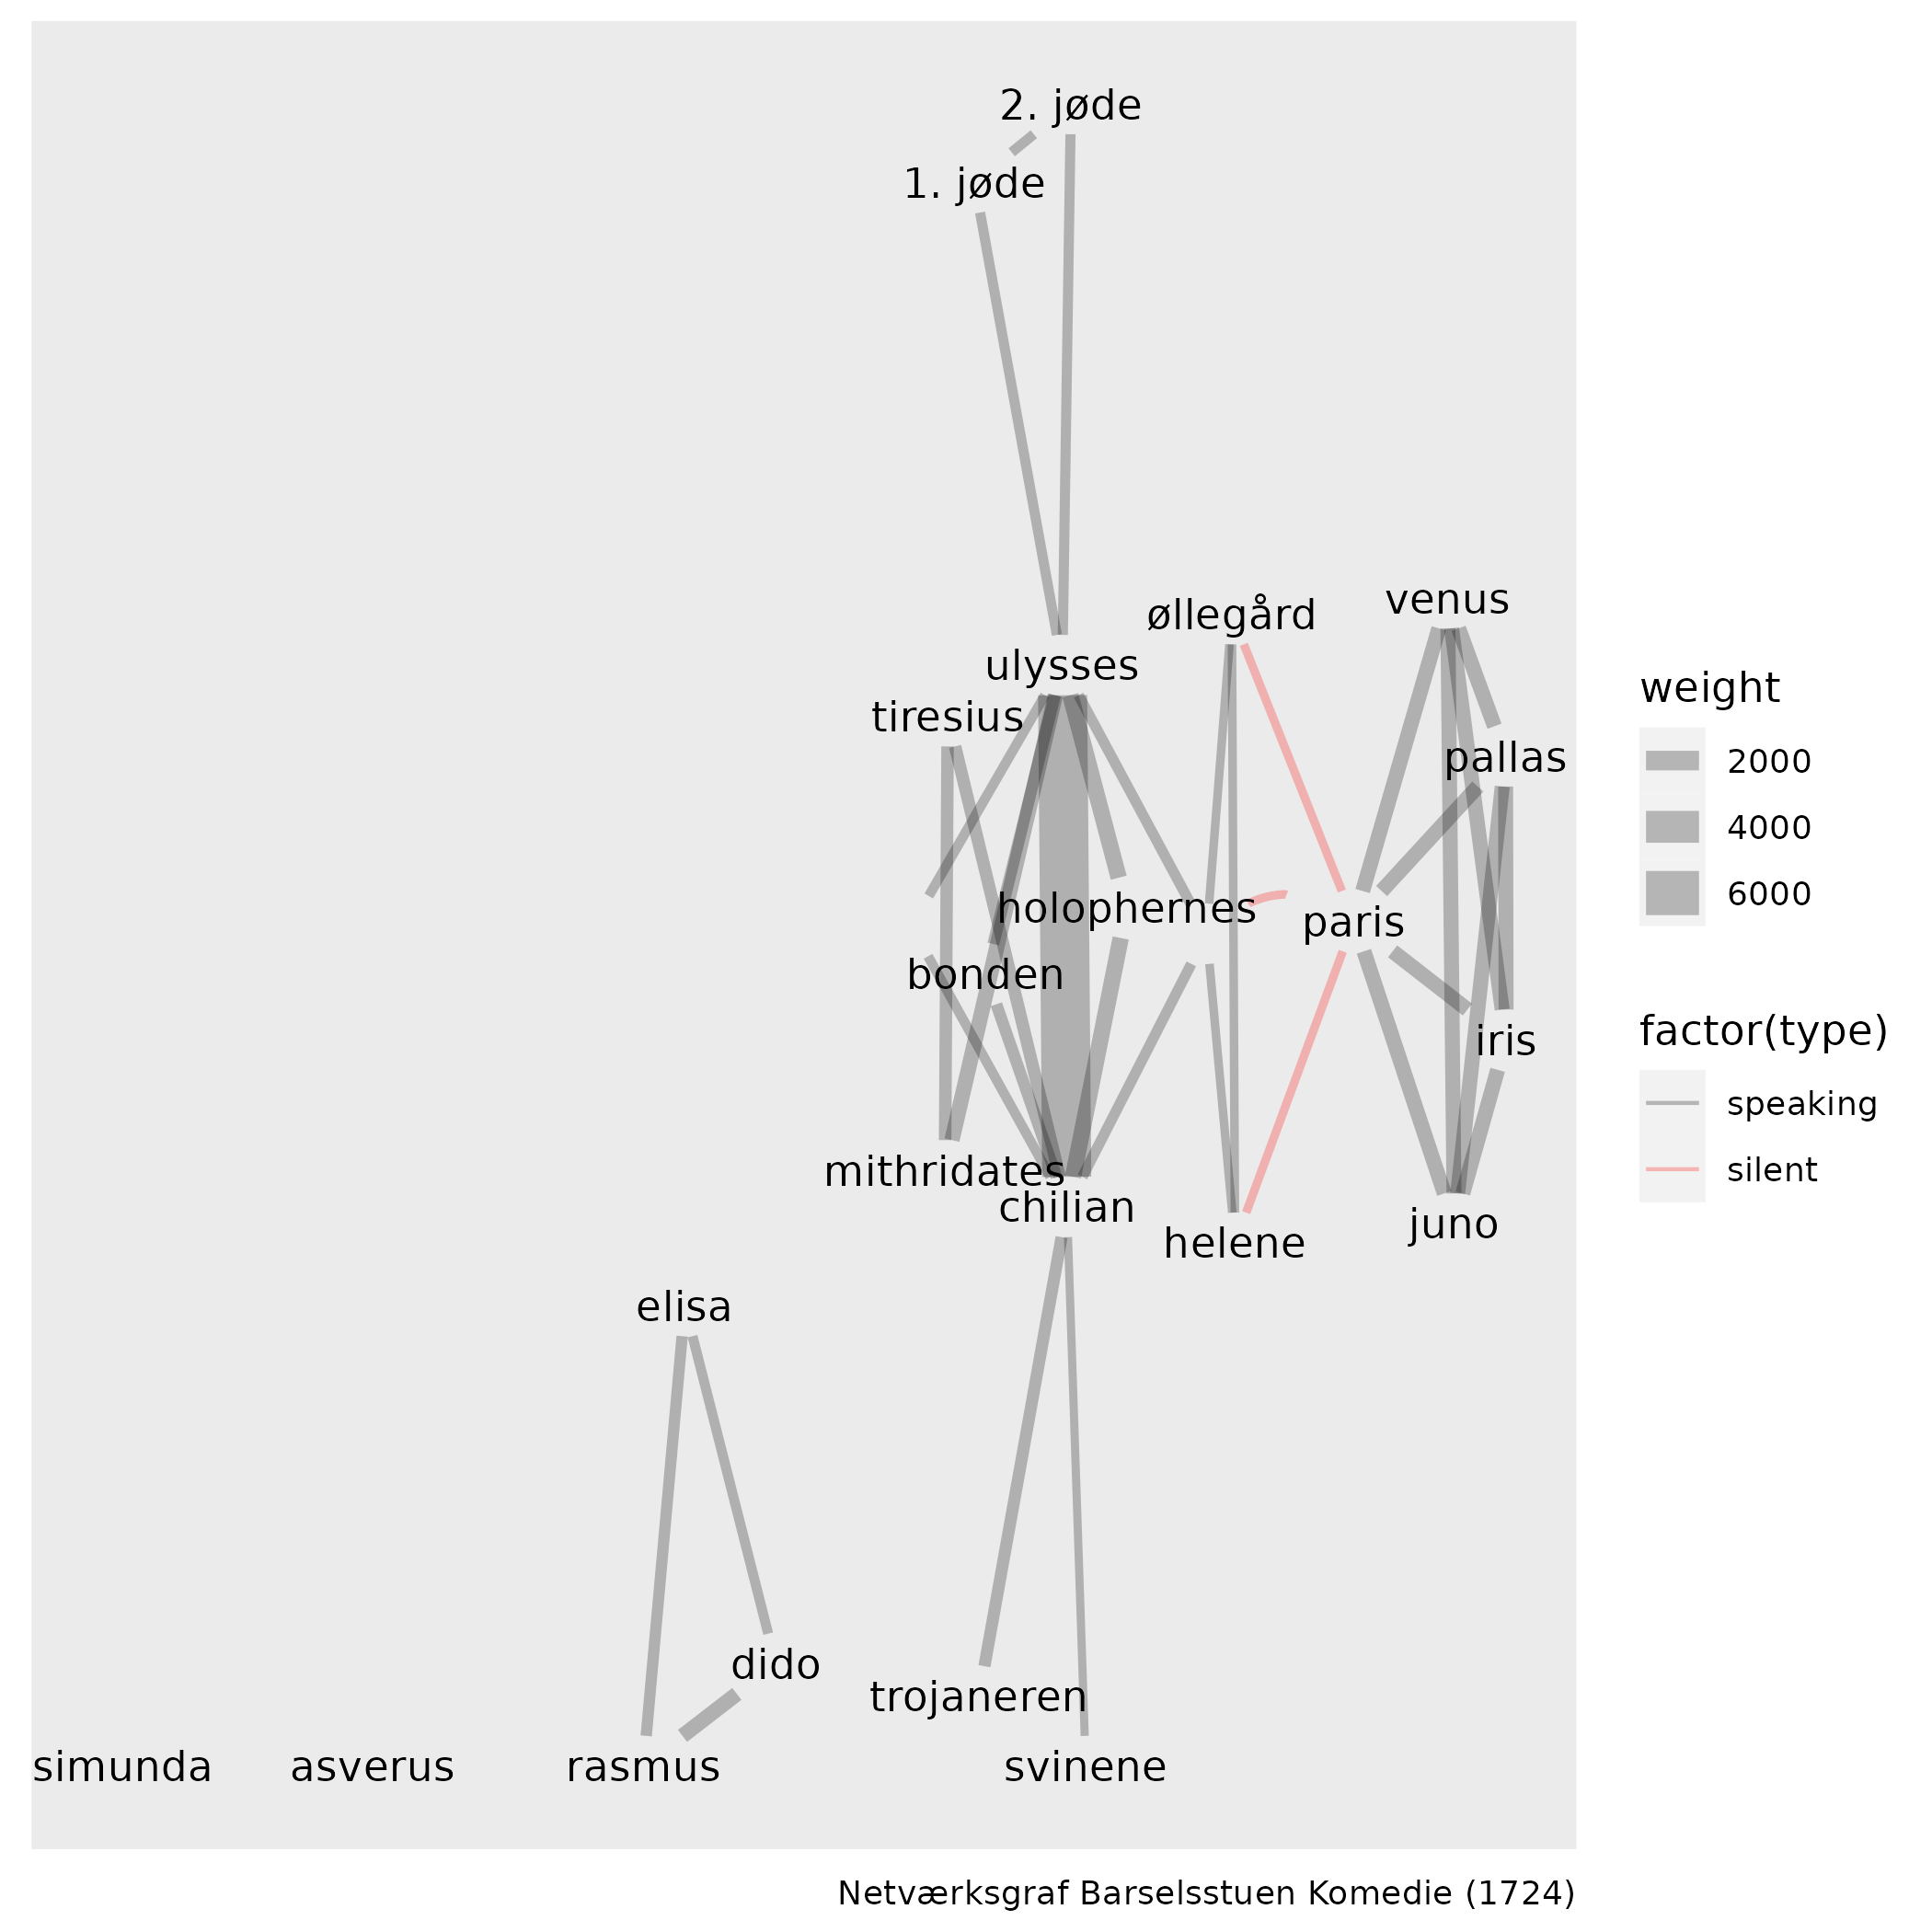 2. jøde
1. jøde
øllegård
venus
ulysses
tiresius
pallas
holophernes
paris
bonden
iris
mithridates
chilian
helene
juno
elisa
dido
trojaneren
simunda
asverus
rasmus
svinene
weight
2000
4000
6000
factor(type)
speaking
silent
Netværksgraf Barselsstuen Komedie (1724)